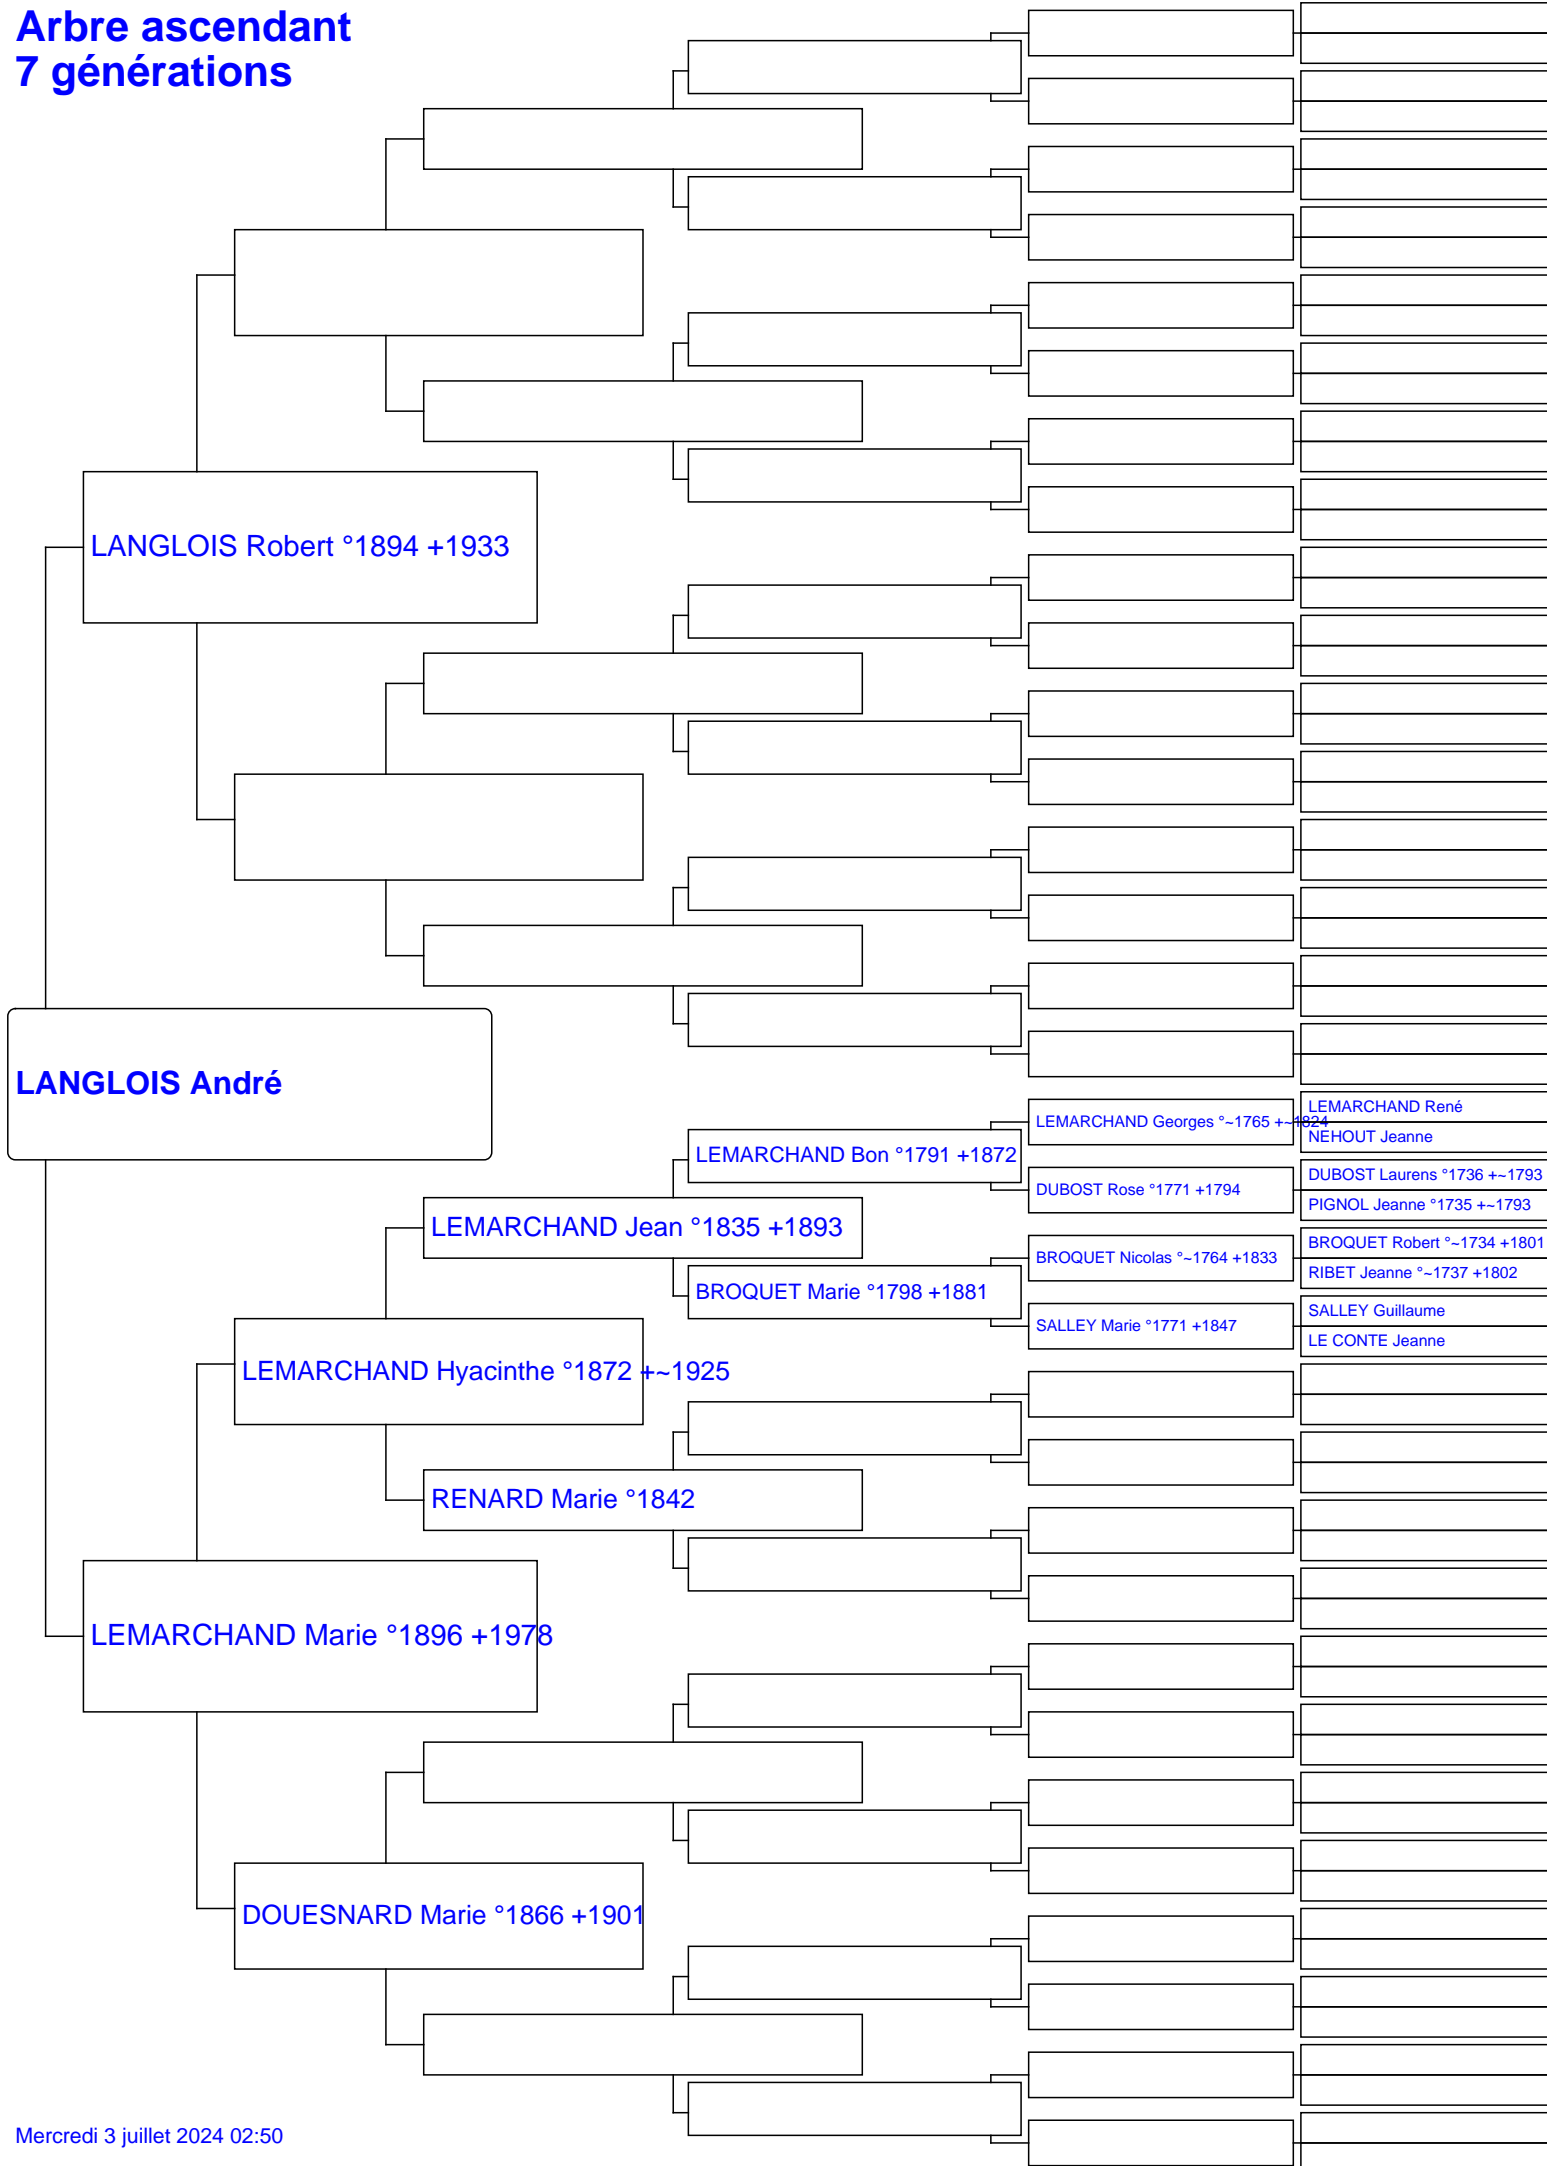 Arbre ascendant
7 générations
LANGLOIS Robert °1894 +1933
LANGLOIS André
LEMARCHAND Georges °~1765 +~1824
LEMARCHAND René
NEHOUT Jeanne
LEMARCHAND Bon °1791 +1872
DUBOST Rose °1771 +1794
DUBOST Laurens °1736 +~1793
PIGNOL Jeanne °1735 +~1793
LEMARCHAND Jean °1835 +1893
BROQUET Nicolas °~1764 +1833
BROQUET Robert °~1734 +1801
RIBET Jeanne °~1737 +1802
BROQUET Marie °1798 +1881
SALLEY Marie °1771 +1847
SALLEY Guillaume
LE CONTE Jeanne
LEMARCHAND Hyacinthe °1872 +~1925
RENARD Marie °1842
LEMARCHAND Marie °1896 +1978
DOUESNARD Marie °1866 +1901
Mercredi 3 juillet 2024 02:50